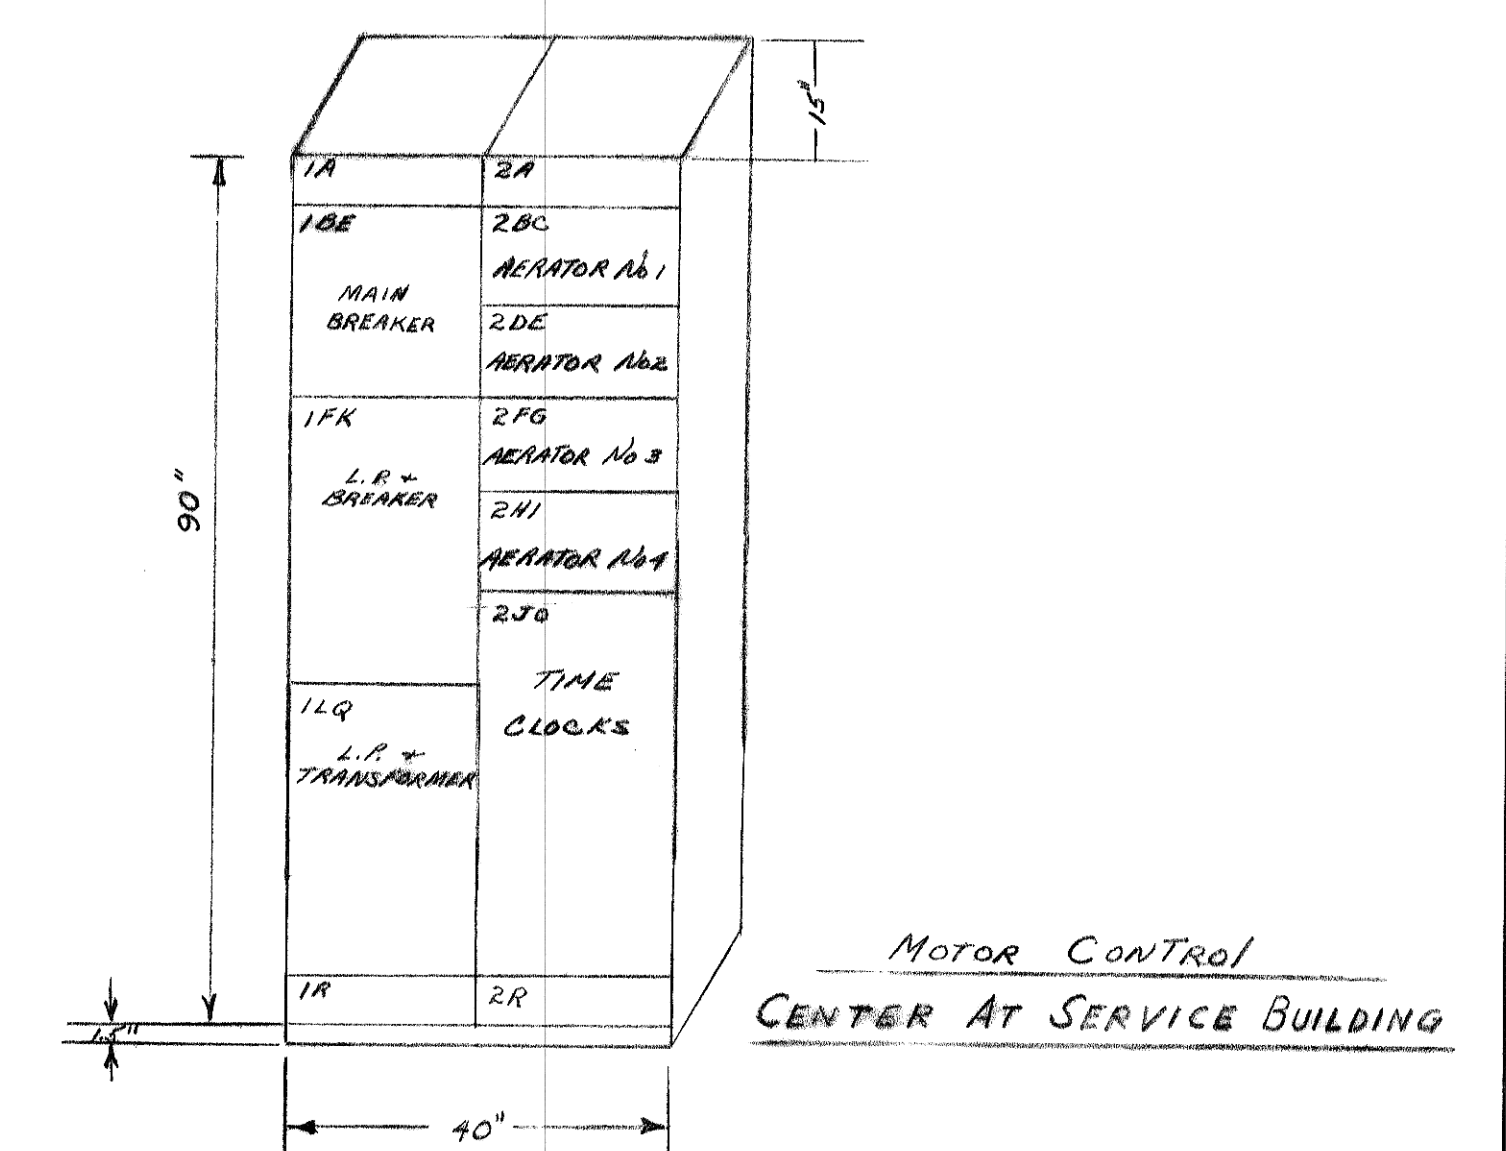 15"
1A
2A
1BE
MAIN
BREAKER
2BC
AERATOR No 1
2DE
AERATOR No 2
1FK
L.P. +
BREAKER
2FG
AERATOR No 3
2HI
AERATOR No 4
1LQ
L.P. +
TRANSFORMER
2JQ
TIME
CLOCKS
1R
2R
90"
1.5"
40"
MOTOR CONTROL
CENTER AT SERVICE BUILDING